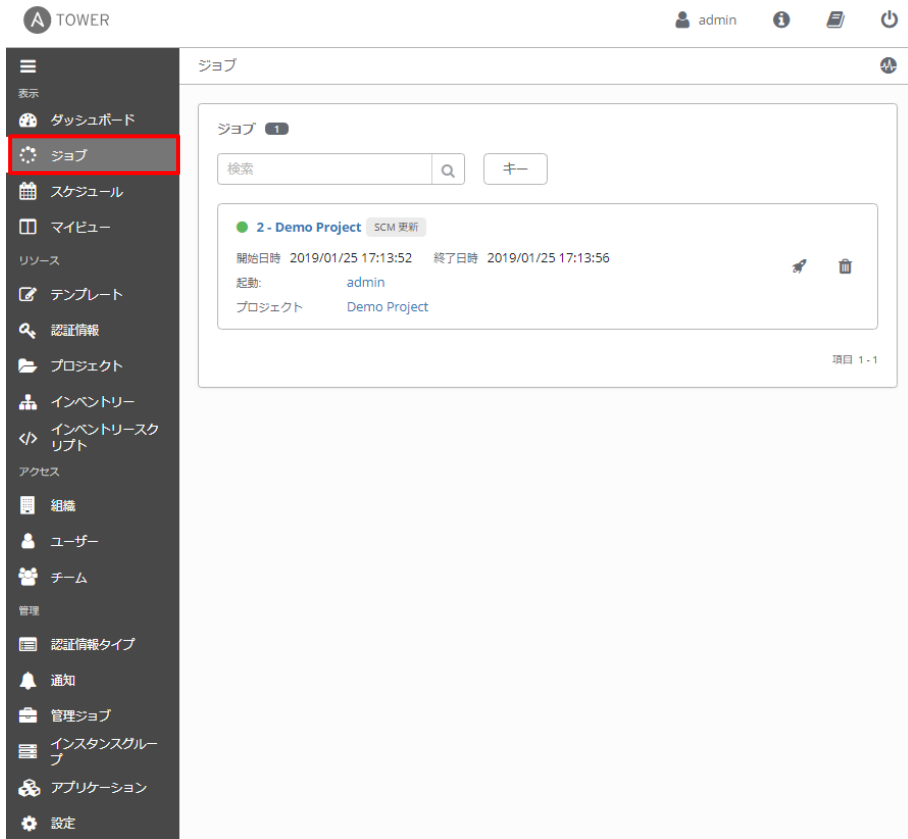 A TOWER
admin
ジョブ
表示
ダッシュボード
ジョブ
スケジュール
マイビュー
リソース
テンプレート
認証情報
プロジェクト
インベントリー
インベントリースク
リプト
アクセス
組織
ユーザー
チーム
管理
認証情報タイプ
通知
管理ジョブ
インスタンスグルー
プ
アプリケーション
設定
ジョブ 1
検索
キー
2 - Demo Project SCM 更新
開始日時 2019/01/25 17:13:52 終了日時 2019/01/25 17:13:56
起動: admin
プロジェクト Demo Project
項目 1 - 1